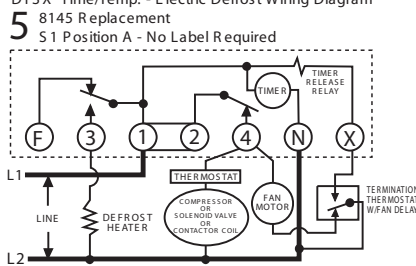 DTSX Time/Temp. - Electric Defrost Wiring Diagram
5 8145 Replacement
S1 Position A - No Label Required
TIMER
RELEASE
RELAY
TIMER
F 3 1 2 4 N X
L1
THERMOSTAT
LINE
DEFROST
HEATER
COMPRESSOR
OR
SOLENOID VALVE
OR
CONTACTOR COIL
FAN
MOTOR
TERMINATION
THERMOSTAT
W/FAN DELAY
L2